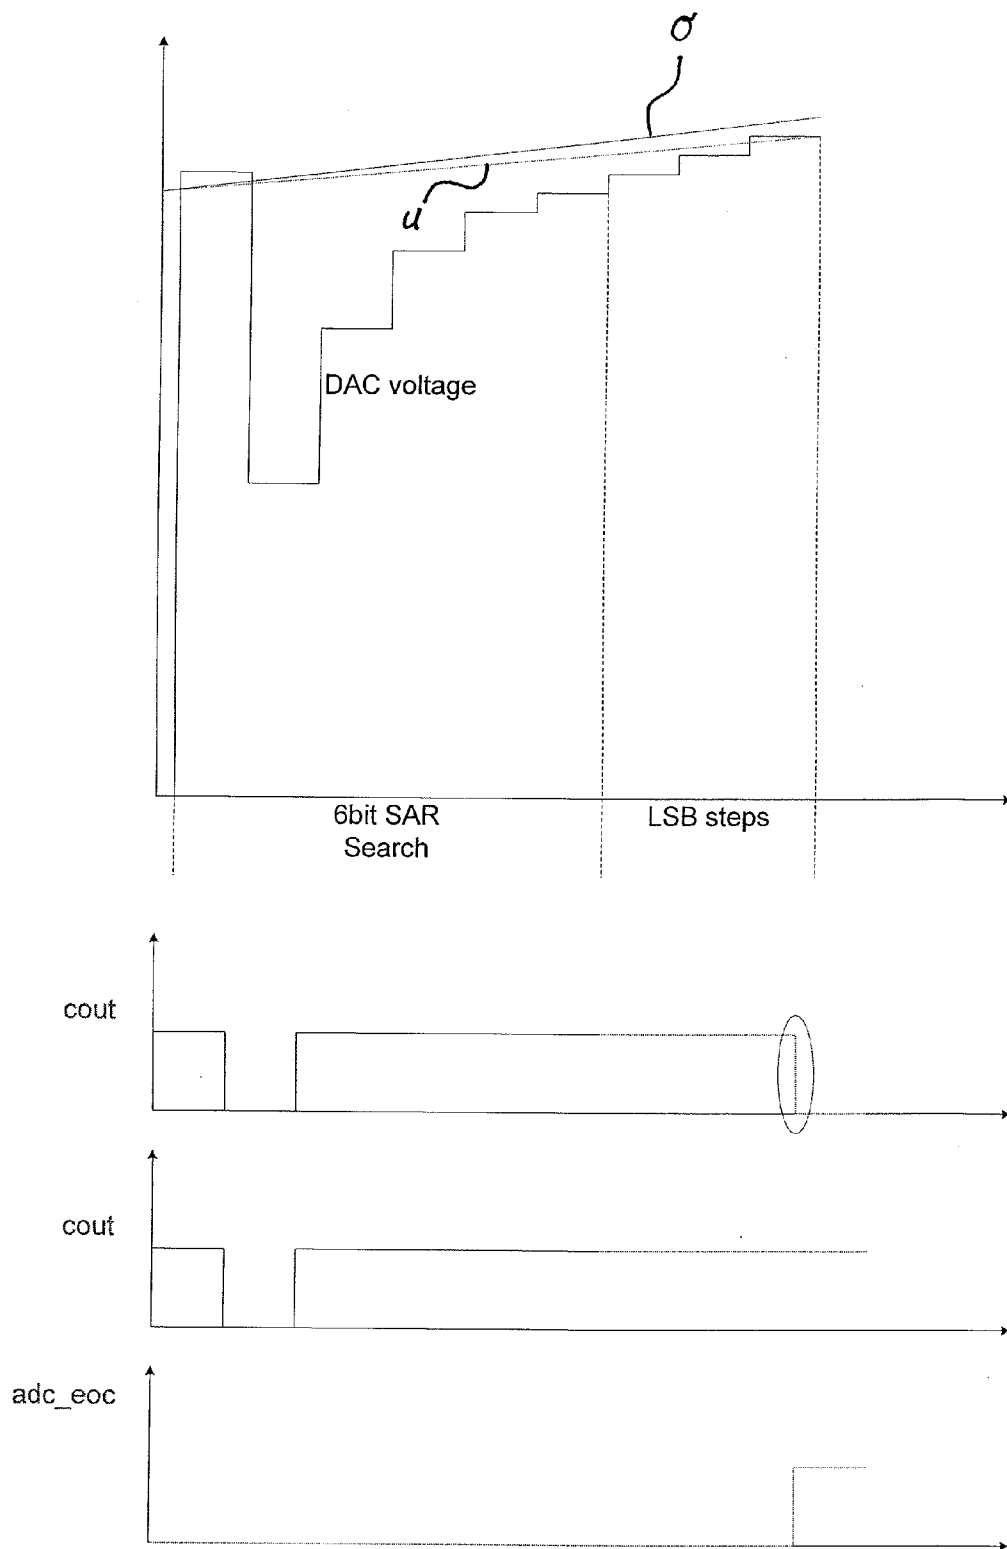 σ
u
DAC voltage
6bit SAR
Search
LSB steps
cout
cout
adc_eoc